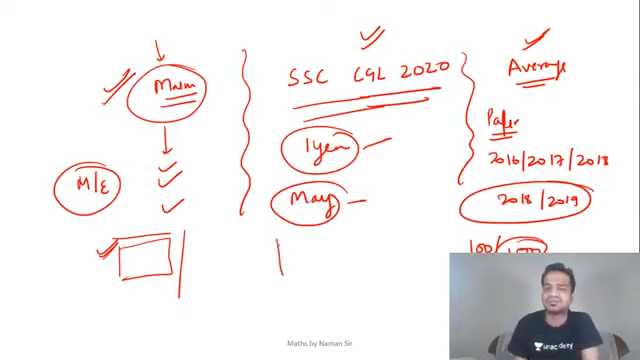 Main
M/E
SSC CGL 2020
1 year
May
Average
Paper
2016/2017/2018
2018/2019
100/
unacademy
Maths by Naman Sir